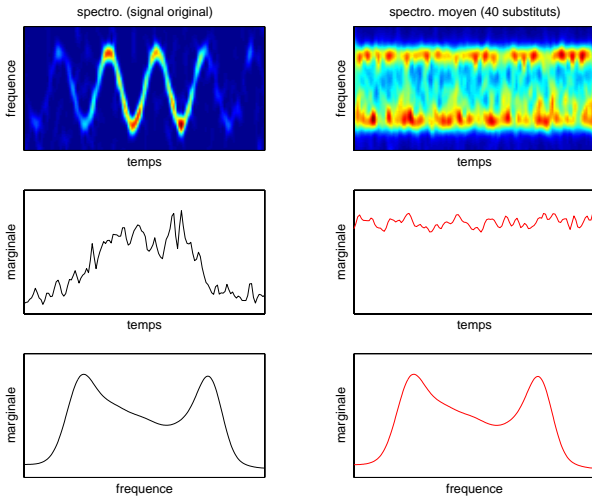 spectro. (signal original)
spectro. moyen (40 substituts)
frequence
frequence
temps
temps
marginale
marginale
temps
temps
marginale
marginale
frequence
frequence